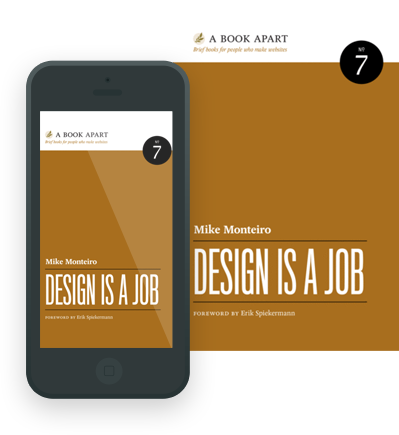 A BOOK APART
Brief books for people who make websites
No
7
Mike Monteiro
DESIGN IS A JOB
FOREWORD BY Erik Spiekermann
A BOOK APART
Brief books for people who make websites
No
7
Mike Monteiro
DESIGN IS A JOB
FOREWORD BY Erik Spiekermann